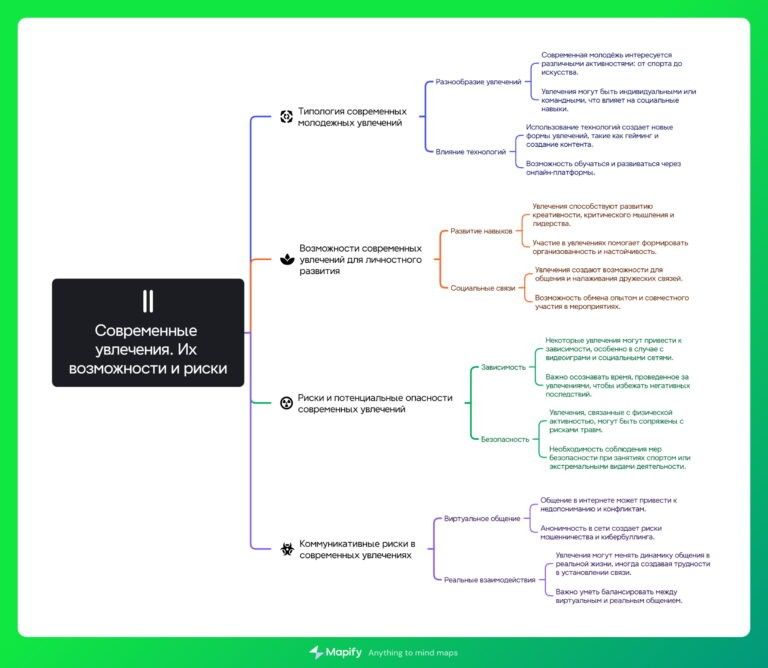 Современные
увлечения. Их
возможности и риски
Типология современных
молодежных увлечений
Разнообразие увлечений
Современная молодёжь интересуется
различными активностями: от спорта до
искусства.
Увлечения могут быть индивидуальными или
командными, что влияет на социальные
навыки.
Влияние технологий
Использование технологий создает новые
формы увлечений, такие как гейминг и
создание контента.
Возможность обучаться и развиваться через
онлайн-платформы.
Возможности современных
увлечений для личностного
развития
Развитие навыков
Увлечения способствуют развитию
креативности, критического мышления и
лидерства.
Участие в увлечениях помогает формировать
организованность и настойчивость.
Социальные связи
Увлечения создают возможности для
общения и налаживания дружеских связей.
Возможность обмена опытом и совместного
участия в мероприятиях.
Риски и потенциальные опасности
современных увлечений
Зависимость
Некоторые увлечения могут привести к
зависимости, особенно в случае с
видеоиграми и социальными сетями.
Важно осознавать время, проведенное за
увлечениями, чтобы избежать негативных
последствий.
Безопасность
Увлечения, связанные с физической
активностью, могут быть сопряжены с
рисками травм.
Необходимость соблюдения мер
безопасности при занятиях спортом или
экстремальными видами деятельности.
Коммуникативные риски в
современных увлечениях
Виртуальное общение
Общение в интернете может привести к
недопониманию и конфликтам.
Анонимность в сети создает риски
мошенничества и кибербуллинга.
Реальные взаимодействия
Увлечения могут менять динамику общения в
реальной жизни, иногда создавая трудности
в установлении связи.
Важно уметь балансировать между
виртуальным и реальным общением.
Mapify Anything to mind maps